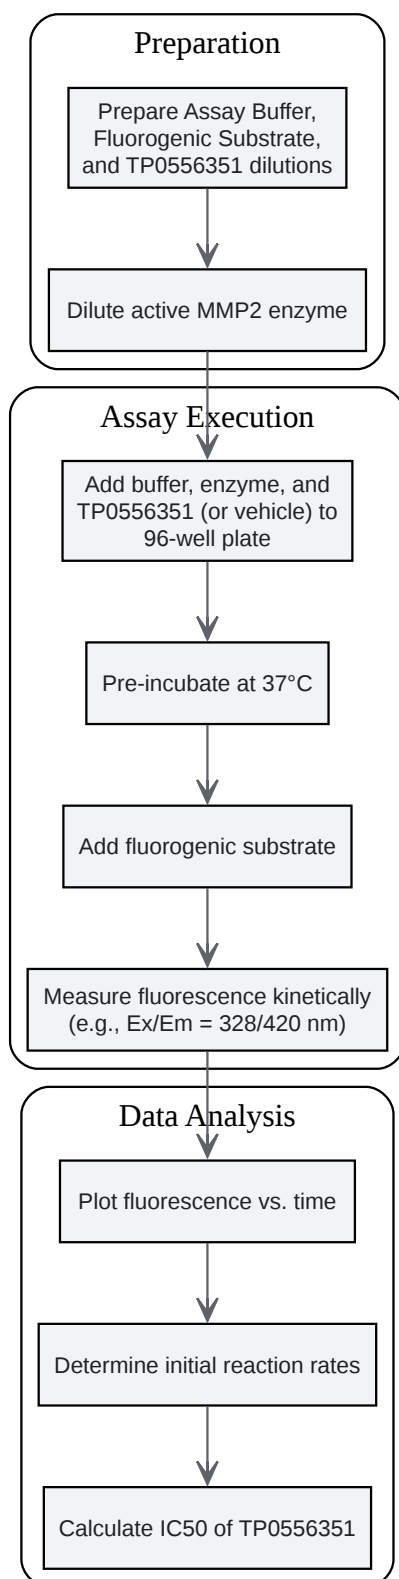 Preparation
Prepare Assay Buffer,
Fluorogenic Substrate,
and TP0556351 dilutions
Dilute active MMP2 enzyme
Assay Execution
Add buffer, enzyme, and
TP0556351 (or vehicle) to
96-well plate
Pre-incubate at 37°C
Add fluorogenic substrate
Measure fluorescence kinetically
(e.g., Ex/Em = 328/420 nm)
Data Analysis
Plot fluorescence vs. time
Determine initial reaction rates
Calculate IC50 of TP0556351